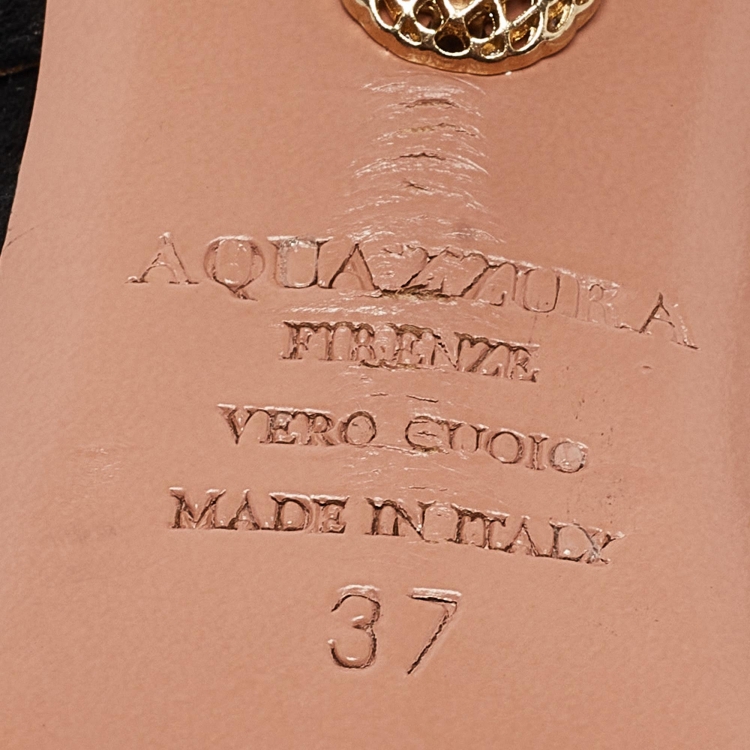 AQUAZZURA
FIRENZE
VERO CUOIO
MADE IN ITALY
37